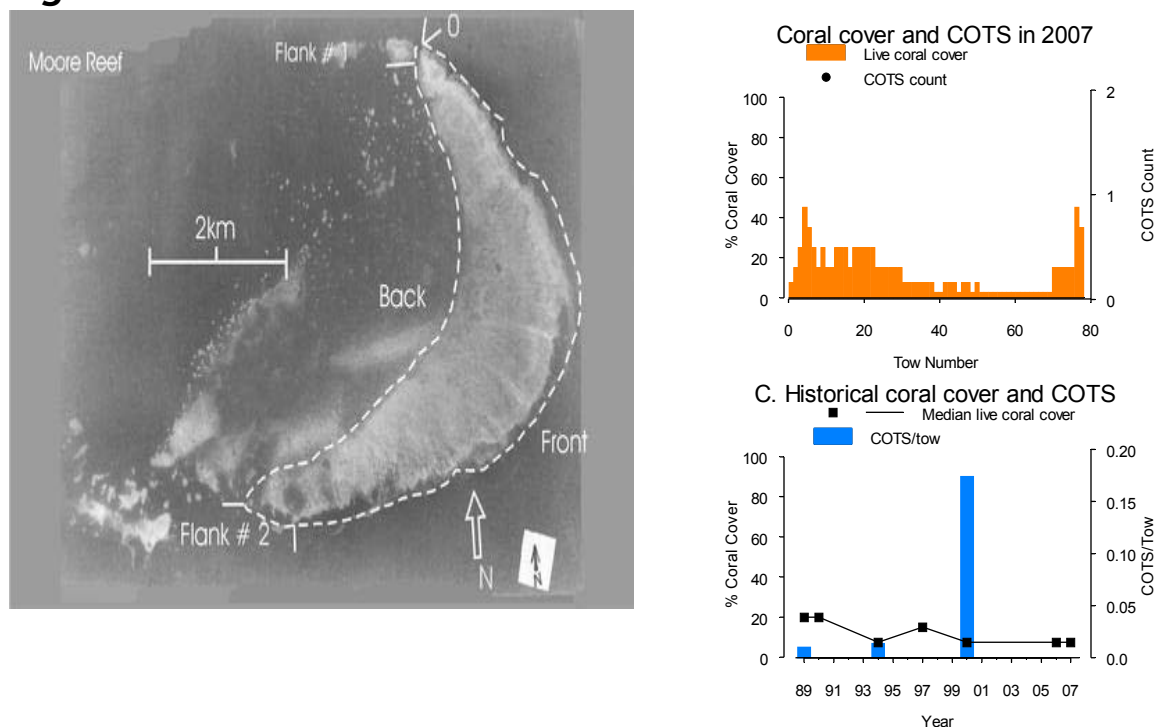 0
Flank # 1
Moore Reef
2km
Back
Front
Flank # 2
N
Coral cover and COTS in 2007
Live coral cover
COTS count
100
80
60
40
20
0
% Coral Cover
2
1
0
COTS Count
0 20 40 60 80
Tow Number
C. Historical coral cover and COTS
Median live coral cover
COTS/tow
100
80
60
40
20
0
% Coral Cover
0.20
0.15
0.10
0.05
0.0
COTS/Tow
89 91 93 95 97 99 01 03 05 07
Year